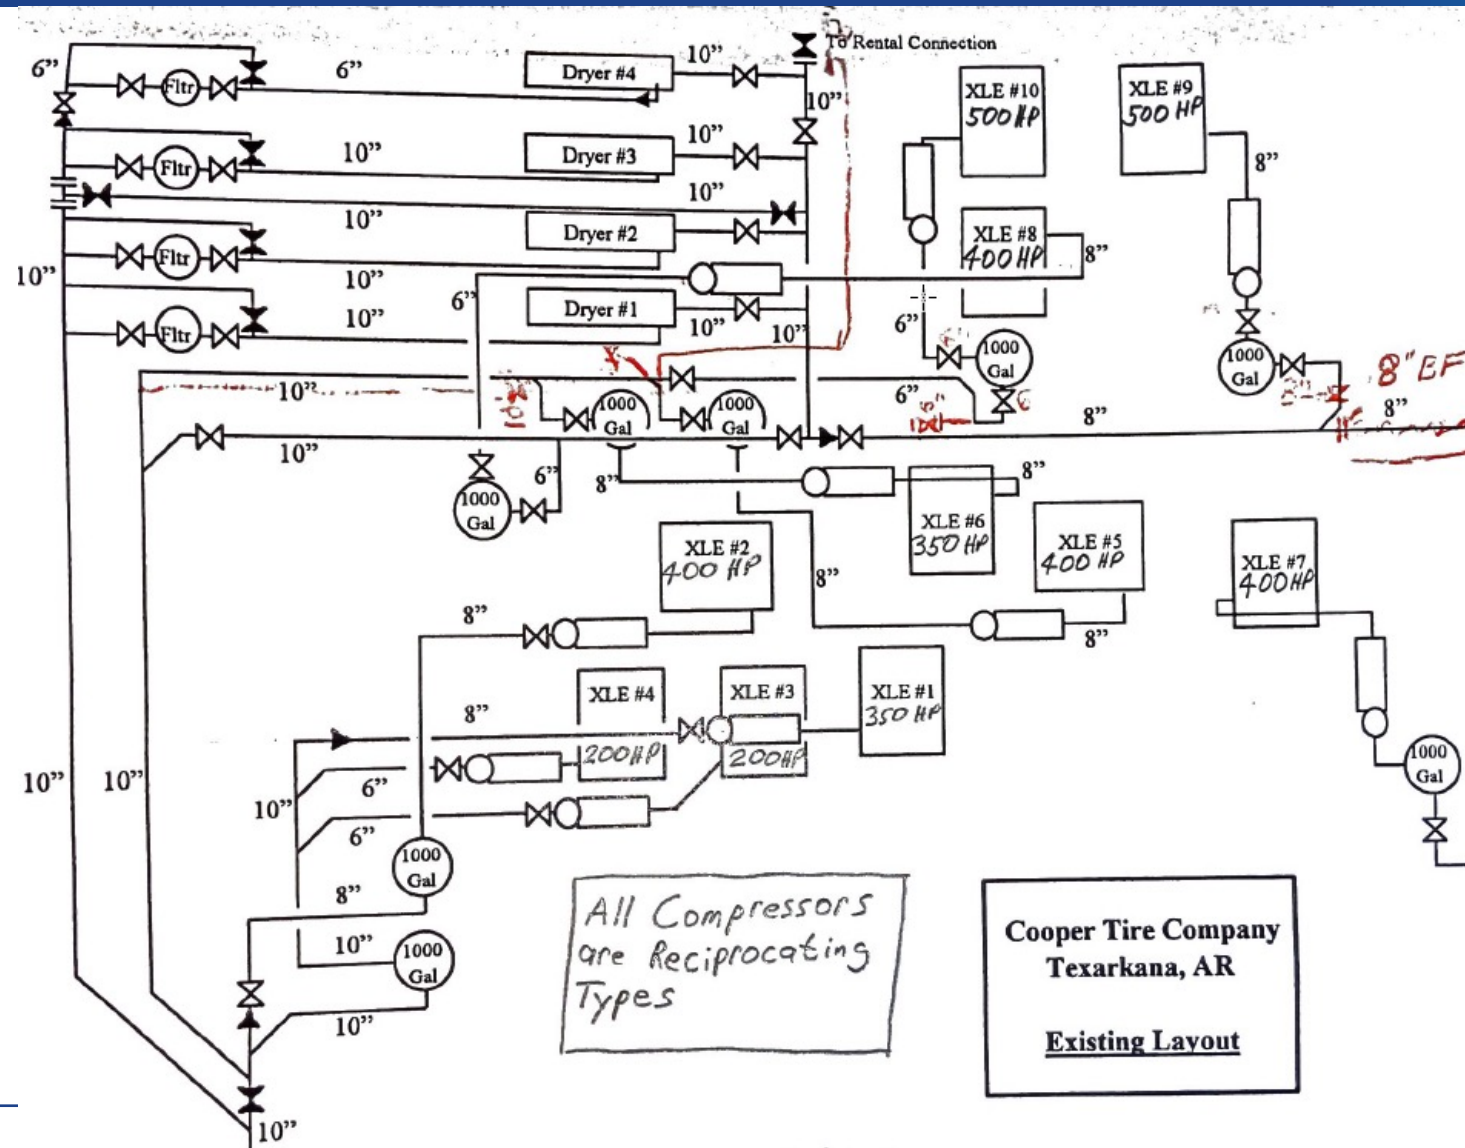 To Rental Connection
6”
Fltr
6”
Dryer #4
10”
10”
Fltr
10”
Dryer #3
10”
10”
10”
Fltr
10”
Dryer #2
10”
Fltr
10”
Dryer #1
10”
10”
6”
XLE #10
500 HP
XLE #9
500 HP
8”
XLE #8
400 HP
8”
6”
1000
Gal
1000
Gal
8" BF
8”
10”
1000
Gal
1000
Gal
6”
6"
8”
10”
6”
8”
1000
Gal
XLE #6
350 HP
8”
XLE #5
400 HP
8”
8”
XLE #2
400 HP
8”
XLE #7
400 HP
XLE #4
200 HP
XLE #3
200 HP
XLE #1
350 HP
8”
6”
6”
10”
10”
10”
1000
Gal
1000
Gal
8”
1000
Gal
10”
10”
10”
All Compressors
are Reciprocating
Types
Cooper Tire Company
Texarkana, AR
Existing Layout